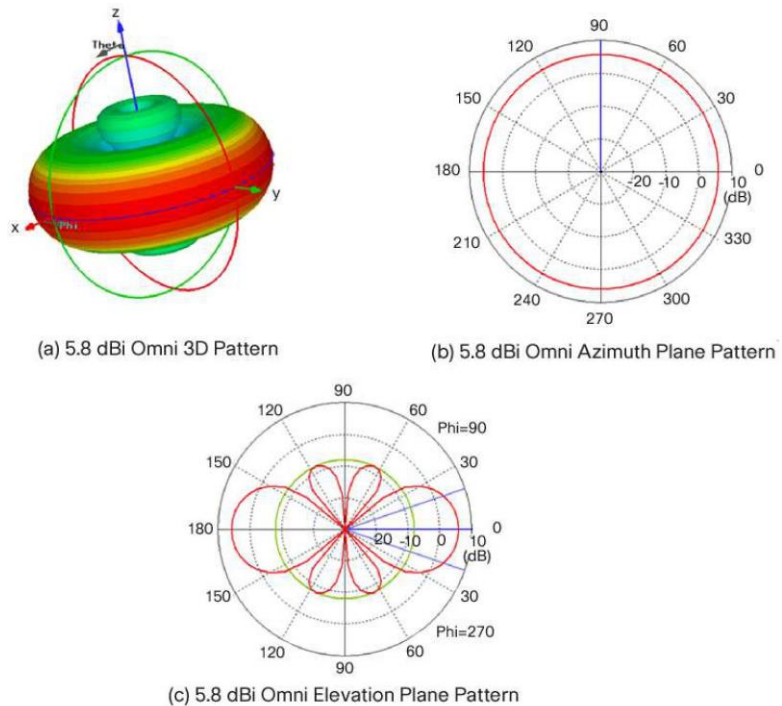 z
Theta
y
x
Phi
(a) 5.8 dBi Omni 3D Pattern
90
120 60
150 30
180 -20 -10 0 10 0
(dB)
210 330
240 300
270
(b) 5.8 dBi Omni Azimuth Plane Pattern
90
120 60
Phi=90
150 30
180 20 -10 0 10 0
(dB)
150 30
Phi=270
120 60
90
(c) 5.8 dBi Omni Elevation Plane Pattern